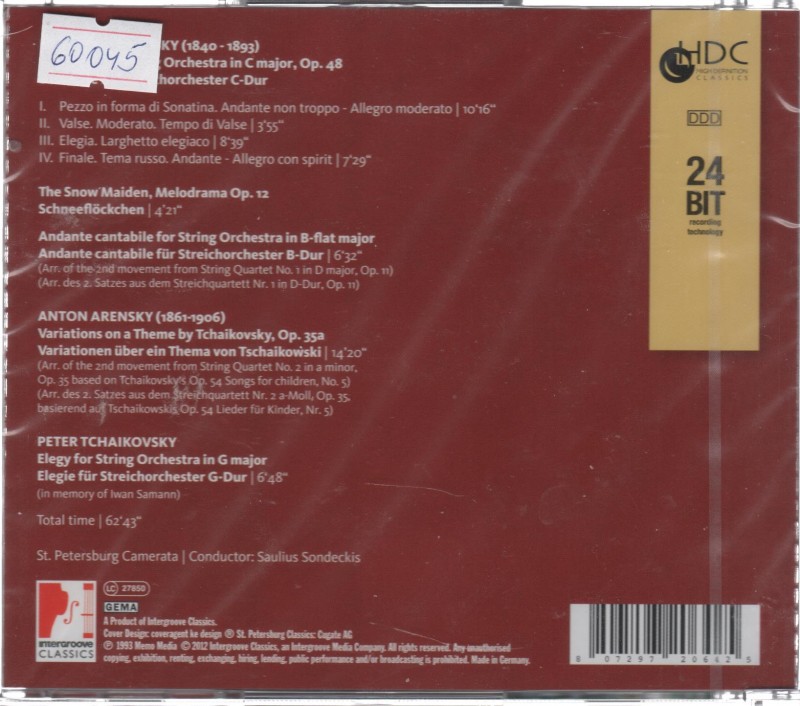 60045
KY (1840 - 1893)
g Orchestra in C major, Op. 48
eichorchester C-Dur
I. Pezzo in forma di Sonatina. Andante non troppo - Allegro moderato | 10'16"
II. Valse. Moderato. Tempo di Valse | 3'55"
III. Elegia. Larghetto elegiaco | 8'39"
IV. Finale. Tema russo. Andante - Allegro con spirit | 7'29"
The Snow Maiden, Melodrama Op. 12
Schneeflöckchen | 4'21"
Andante cantabile for String Orchestra in B-flat major
Andante cantabile für Streichorchester B-Dur | 6'32"
(Arr. of the 2nd movement from String Quartet No. 1 in D major, Op. 11)
(Arr. des 2. Satzes aus dem Streichquartett Nr. 1 in D-Dur, Op. 11)
ANTON ARENSKY (1861-1906)
Variations on a Theme by Tchaikovsky, Op. 35a
Variationen über ein Thema von Tschaikowski | 14'20"
(Arr. of the 2nd movement from String Quartet No. 2 in a minor,
Op. 35 based on Tchaikovsky's Op. 54 Songs for children, No. 5)
(Arr. des 2. Satzes aus dem Streichquartett Nr. 2 a-Moll, Op. 35,
basierend auf Tschaikowskis Op. 54 Lieder für Kinder, Nr. 5)
PETER TCHAIKOVSKY
Elegy for String Orchestra in G major
Elegie für Streichorchester G-Dur | 6'48"
(in memory of Iwan Samann)
Total time | 62'43"
St. Petersburg Camerata | Conductor: Saulius Sondeckis
HDC
HIGH DEFINITION
CLASSICS
DDD
24
BIT
recording
technology
LC 27850
GEMA
intergroove
CLASSICS
A Product of Intergroove Classics.
Cover Design: coveragent ke design ® St. Petersburg Classics: Cugate AG
℗ 1993 Memo Media © 2012 Intergroove Classics, an Intergroove Media Company. All rights reserved. Any unauthorised
copying, exhibition, renting, exchanging, hiring, lending, public performance and/or broadcasting is prohibited. Made in Germany.
8 07297 20662 5